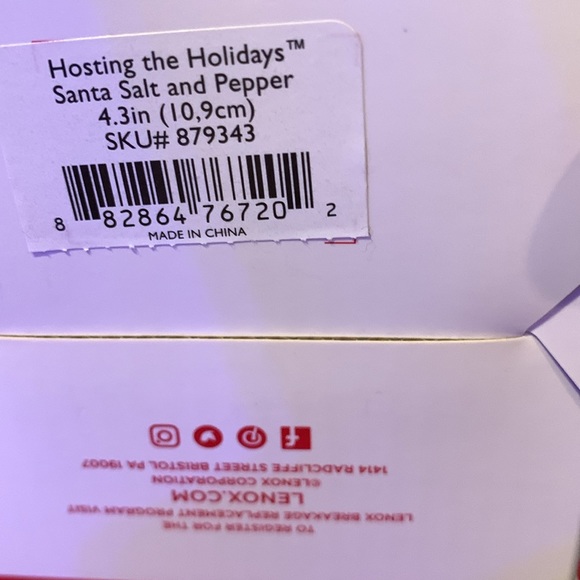 Hosting the Holidays™
Santa Salt and Pepper
4.3in (10,9cm)
SKU# 879343
8 82864 76720 2
MADE IN CHINA
TO REGISTER FOR THE
LENOX BREAKAGE REPLACEMENT PROGRAM VISIT
LENOX.COM
©LENOX CORPORATION
1414 RADCLIFFE STREET BRISTOL PA 19007